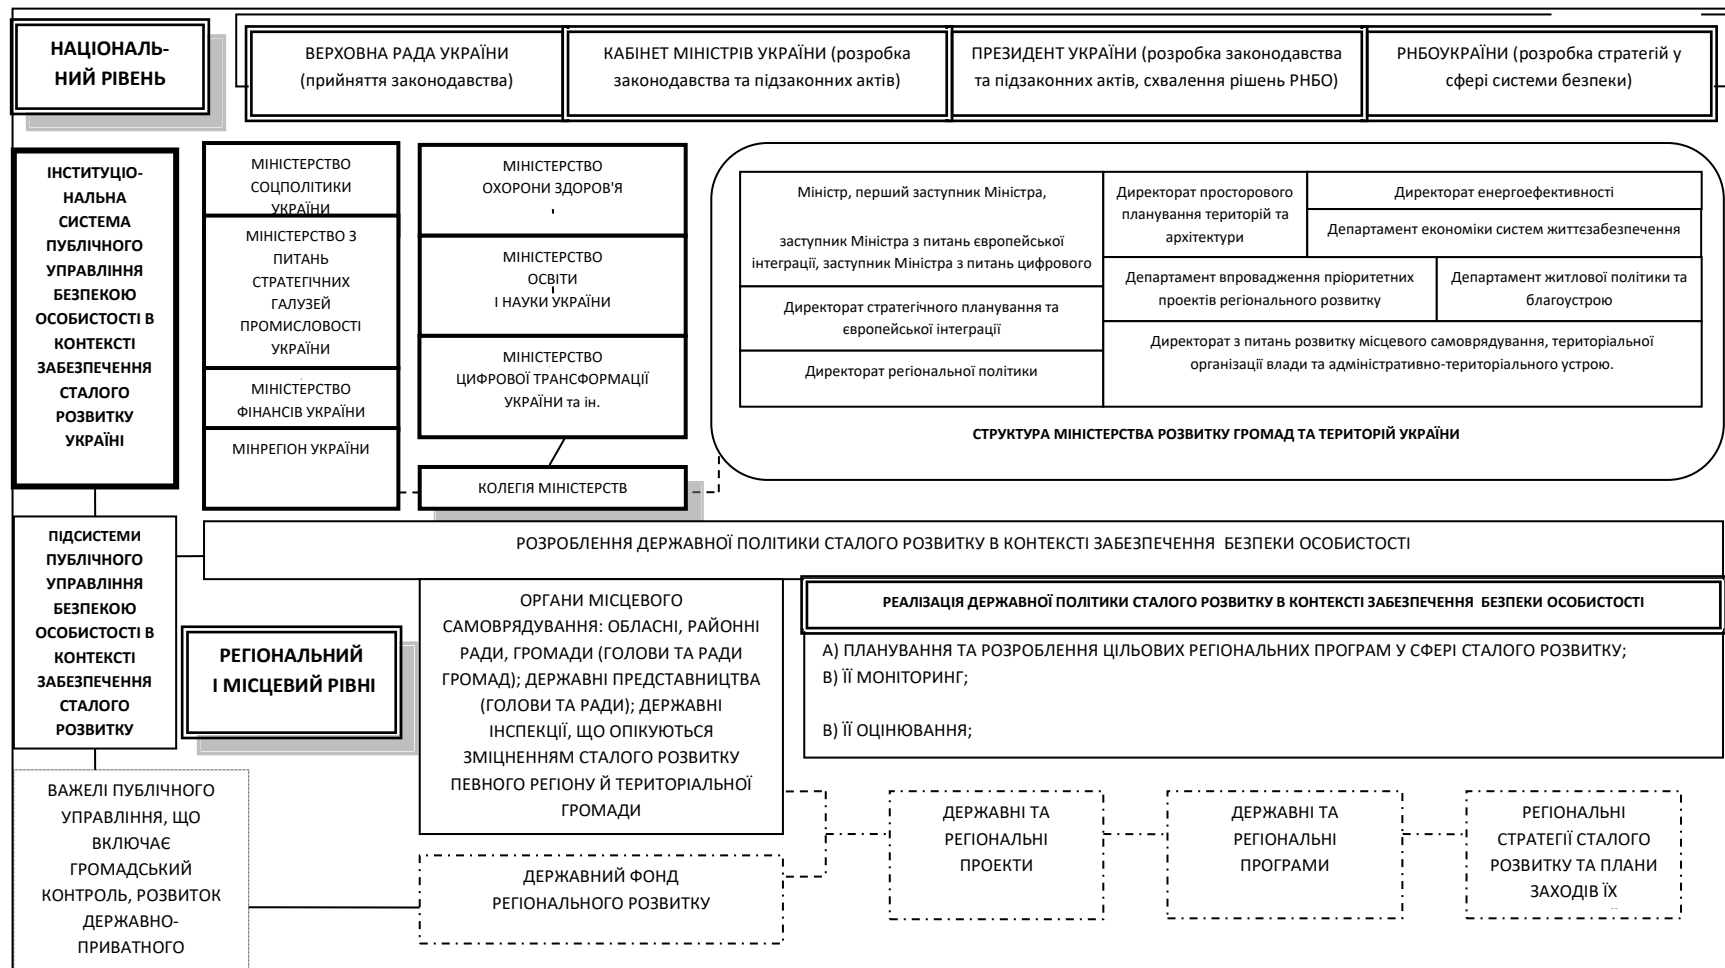 НАЦІОНАЛЬ-
НИЙ РІВЕНЬ
ВЕРХОВНА РАДА УКРАЇНИ
(прийняття законодавства)
КАБІНЕТ МІНІСТРІВ УКРАЇНИ (розробка
законодавства та підзаконних актів)
ПРЕЗИДЕНТ УКРАЇНИ (розробка законодавства
та підзаконних актів, схвалення рішень РНБО)
РНБОУКРАЇНИ (розробка стратегій у
сфері системи безпеки)
ІНСТИТУЦІО-
НАЛЬНА
СИСТЕМА
ПУБЛІЧНОГО
УПРАВЛІННЯ
БЕЗПЕКОЮ
ОСОБИСТОСТІ В
КОНТЕКСТІ
ЗАБЕЗПЕЧЕННЯ
СТАЛОГО
РОЗВИТКУ
УКРАЇНІ
МІНІСТЕРСТВО
СОЦПОЛІТИКИ
УКРАЇНИ
МІНІСТЕРСТВО З
ПИТАНЬ
СТРАТЕГІЧНИХ
ГАЛУЗЕЙ
ПРОМИСЛОВОСТІ
УКРАЇНИ
МІНІСТЕРСТВО
ФІНАНСІВ УКРАЇНИ
МІНРЕГІОН УКРАЇНИ
МІНІСТЕРСТВО
ОХОРОНИ ЗДОРОВ'Я
МІНІСТЕРСТВО
ОСВІТИ
І НАУКИ УКРАЇНИ
МІНІСТЕРСТВО
ЦИФРОВОЇ ТРАНСФОРМАЦІЇ
УКРАЇНИ та ін.
КОЛЕГІЯ МІНІСТЕРСТВ
Міністр, перший заступник Міністра,
заступник Міністра з питань європейської
інтеграції, заступник Міністра з питань цифрового
Директорат стратегічного планування та
європейської інтеграції
Директорат регіональної політики
Директорат просторового
планування територій та
архітектури
Директорат енергоефективності
Департамент економіки систем життєзабезпечення
Департамент впровадження пріоритетних
проектів регіонального розвитку
Департамент житлової політики та
благоустрою
Директорат з питань розвитку місцевого самоврядування, територіальної
організації влади та адміністративно-територіального устрою.
СТРУКТУРА МІНІСТЕРСТВА РОЗВИТКУ ГРОМАД ТА ТЕРИТОРІЙ УКРАЇНИ
ПІДСИСТЕМИ
ПУБЛІЧНОГО
УПРАВЛІННЯ
БЕЗПЕКОЮ
ОСОБИСТОСТІ В
КОНТЕКСТІ
ЗАБЕЗПЕЧЕННЯ
СТАЛОГО
РОЗВИТКУ
РОЗРОБЛЕННЯ ДЕРЖАВНОЇ ПОЛІТИКИ СТАЛОГО РОЗВИТКУ В КОНТЕКСТІ ЗАБЕЗПЕЧЕННЯ БЕЗПЕКИ ОСОБИСТОСТІ
РЕГІОНАЛЬНИЙ
І МІСЦЕВИЙ РІВНІ
ОРГАНИ МІСЦЕВОГО
САМОВРЯДУВАННЯ: ОБЛАСНІ, РАЙОННІ
РАДИ, ГРОМАДИ (ГОЛОВИ ТА РАДИ
ГРОМАД); ДЕРЖАВНІ ПРЕДСТАВНИЦТВА
(ГОЛОВИ ТА РАДИ); ДЕРЖАВНІ
ІНСПЕКЦІЇ, ЩО ОПІКУЮТЬСЯ
ЗМІЦНЕННЯМ СТАЛОГО РОЗВИТКУ
ПЕВНОГО РЕГІОНУ Й ТЕРИТОРІАЛЬНОЇ
ГРОМАДИ
РЕАЛІЗАЦІЯ ДЕРЖАВНОЇ ПОЛІТИКИ СТАЛОГО РОЗВИТКУ В КОНТЕКСТІ ЗАБЕЗПЕЧЕННЯ БЕЗПЕКИ ОСОБИСТОСТІ
А) ПЛАНУВАННЯ ТА РОЗРОБЛЕННЯ ЦІЛЬОВИХ РЕГІОНАЛЬНИХ ПРОГРАМ У СФЕРІ СТАЛОГО РОЗВИТКУ;
В) ЇЇ МОНІТОРИНГ;
В) ЇЇ ОЦІНЮВАННЯ;
ВАЖЕЛІ ПУБЛІЧНОГО
УПРАВЛІННЯ, ЩО
ВКЛЮЧАЄ
ГРОМАДСЬКИЙ
КОНТРОЛЬ, РОЗВИТОК
ДЕРЖАВНО-
ПРИВАТНОГО
ДЕРЖАВНИЙ ФОНД
РЕГІОНАЛЬНОГО РОЗВИТКУ
ДЕРЖАВНІ ТА
РЕГІОНАЛЬНІ
ПРОЕКТИ
ДЕРЖАВНІ ТА
РЕГІОНАЛЬНІ
ПРОГРАМИ
РЕГІОНАЛЬНІ
СТРАТЕГІЇ СТАЛОГО
РОЗВИТКУ ТА ПЛАНИ
ЗАХОДІВ ЇХ